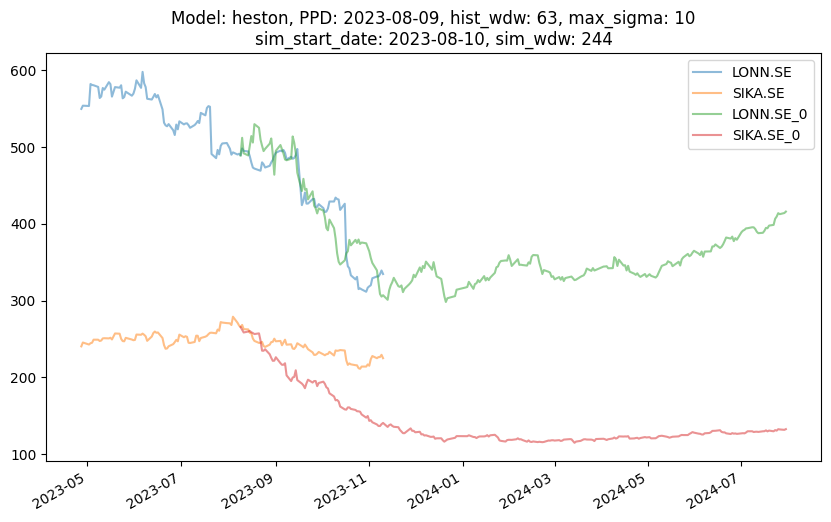 Model: heston, PPD: 2023-08-09, hist_wdw: 63, max_sigma: 10
sim_start_date: 2023-08-10, sim_wdw: 244
LONN.SE
SIKA.SE
LONN.SE_0
SIKA.SE_0
600
500
400
300
200
100
2023-05
2023-07
2023-09
2023-11
2024-01
2024-03
2024-05
2024-07